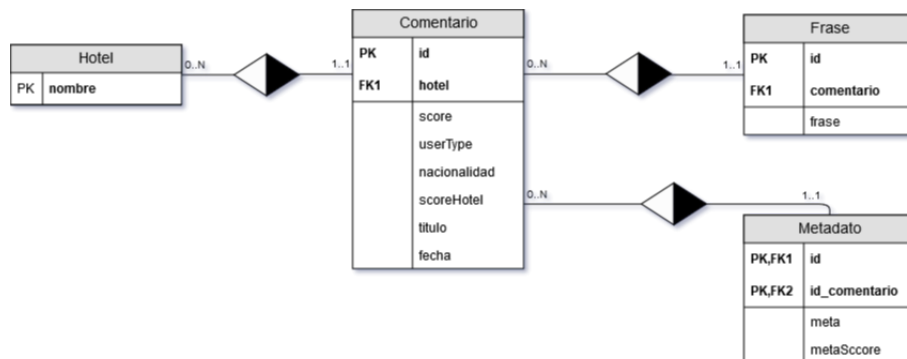 Hotel
PK nombre
0..N
1..1
Comentario
PK id
FK1 hotel
score
userType
nacionalidad
scoreHotel
titulo
fecha
0..N
1..1
Frase
PK id
FK1 comentario
frase
0..N
1..1
Metadato
PK,FK1 id
PK,FK2 id_comentario
meta
metaSccore